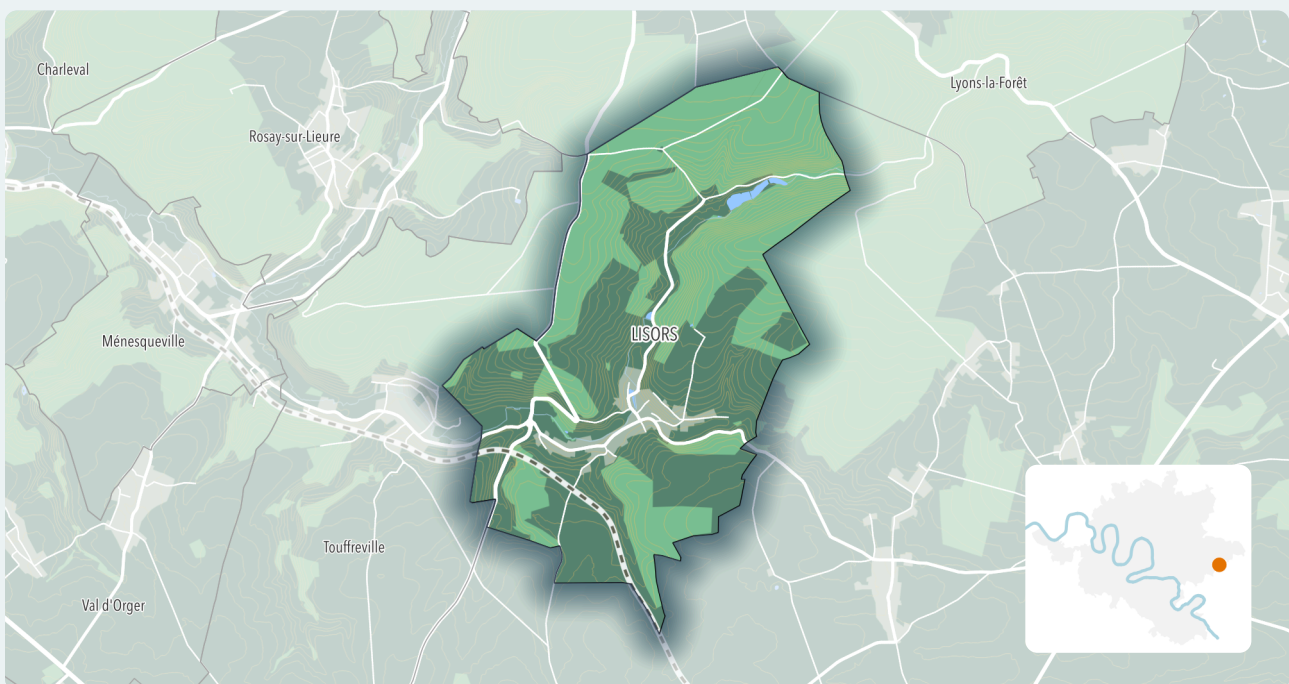 Charleval
Lyons-la-Forêt
Rosay-sur-Lieure
LISORS
Ménesqueville
Touffreville
Val d'Orger